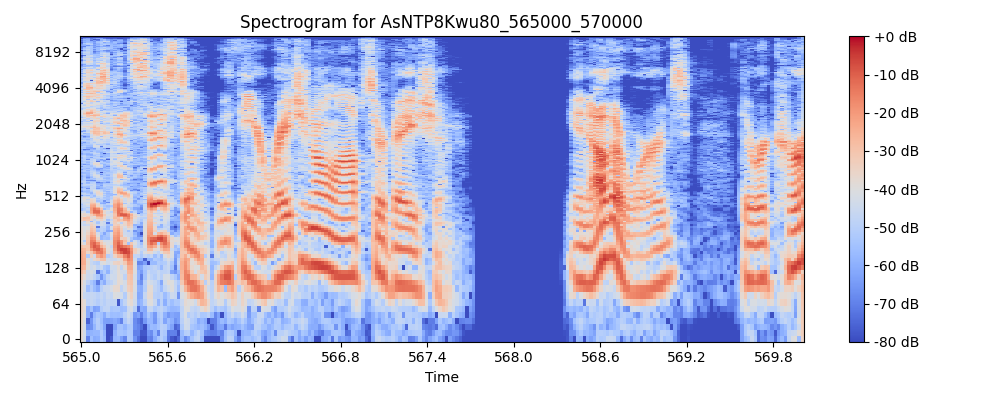 Spectrogram for AsNTP8Kwu80_565000_570000
Hz
8192
4096
2048
1024
512
256
128
64
0
565.0 565.6 566.2 566.8 567.4 568.0 568.6 569.2 569.8
Time
+0 dB
-10 dB
-20 dB
-30 dB
-40 dB
-50 dB
-60 dB
-70 dB
-80 dB